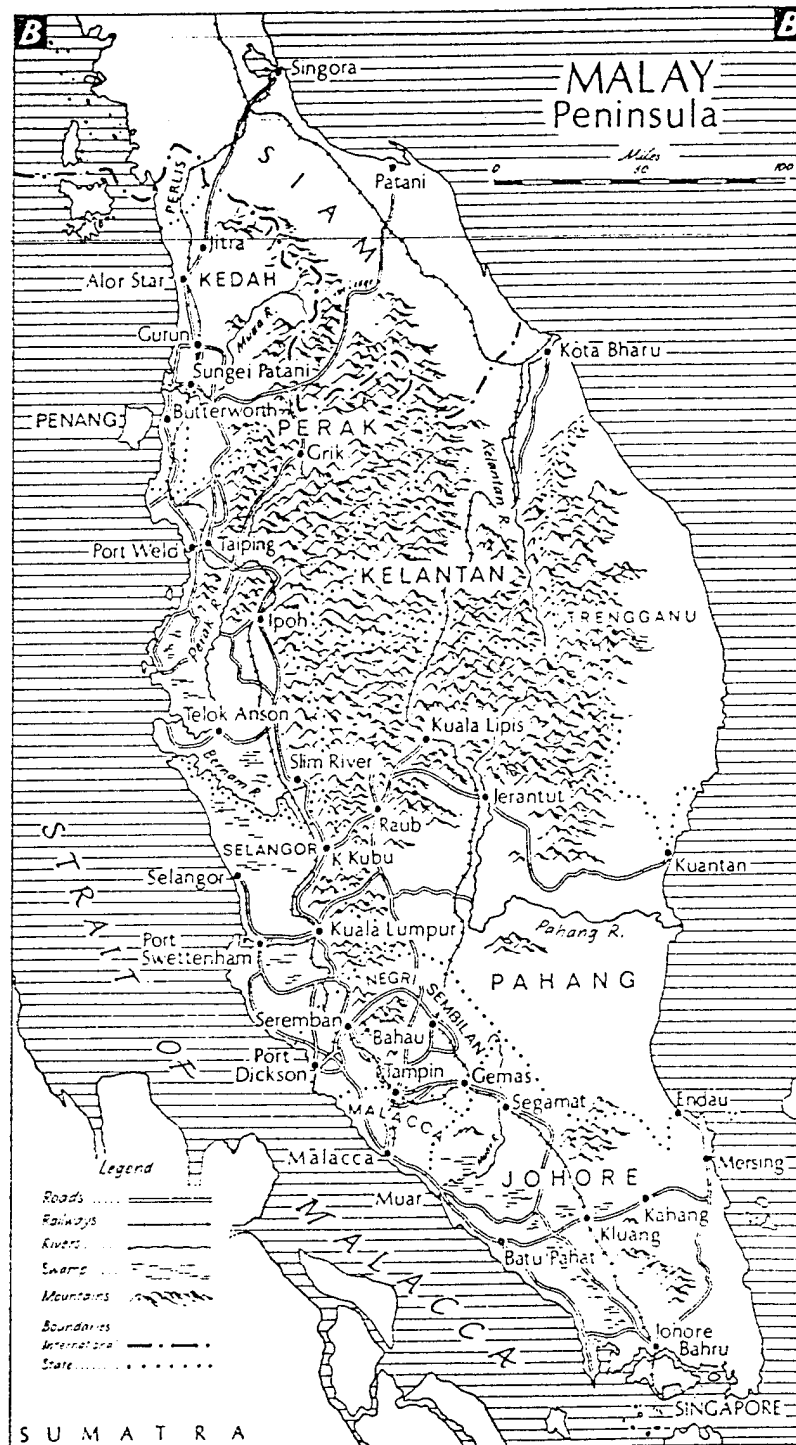 B
B
MALAY
Peninsula
Miles
0 50 100
Singora
SIAM
Patani
PERLIS
Jitra
Alor Star
KEDAH
Muda R.
Gurun
Kota Bharu
Sungei Patani
PENANG
Butterworth
PERAK
Grik
Kelantan R.
Port Weld
Taiping
KELANTAN
TRENGGANU
Perak R.
Ipoh
Telok Anson
Kuala Lipis
Bernam R.
Slim River
Jerantut
Raub
SELANGOR
K Kubu
Kuantan
Selangor
Kuala Lumpur
Pahang R.
Port
Swettenham
PAHANG
NEGRI
SEMBILAN
Seremban
Bahau
Port
Dickson
Tampin
Gemas
Segamat
Endau
MALACCA
Malacca
JOHORE
Mersing
Muar
Kahang
Kluang
Batu Pahat
Johore
Bahru
SINGAPORE
STRAIT
OF
MALACCA
Legend
Roads
Railways
Rivers
Swamp
Mountains
Boundaries
International
State
SUMATRA